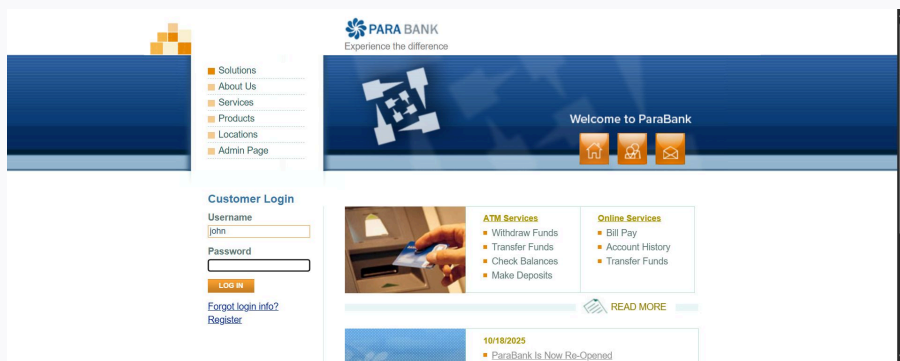 PARA BANK
Experience the difference
Solutions
About Us
Services
Products
Locations
Admin Page
Welcome to ParaBank
Customer Login
Username
john
Password
LOG IN
Forgot login info?
Register
ATM Services
Withdraw Funds
Transfer Funds
Check Balances
Make Deposits
Online Services
Bill Pay
Account History
Transfer Funds
READ MORE
10/18/2025
ParaBank Is Now Re-Opened